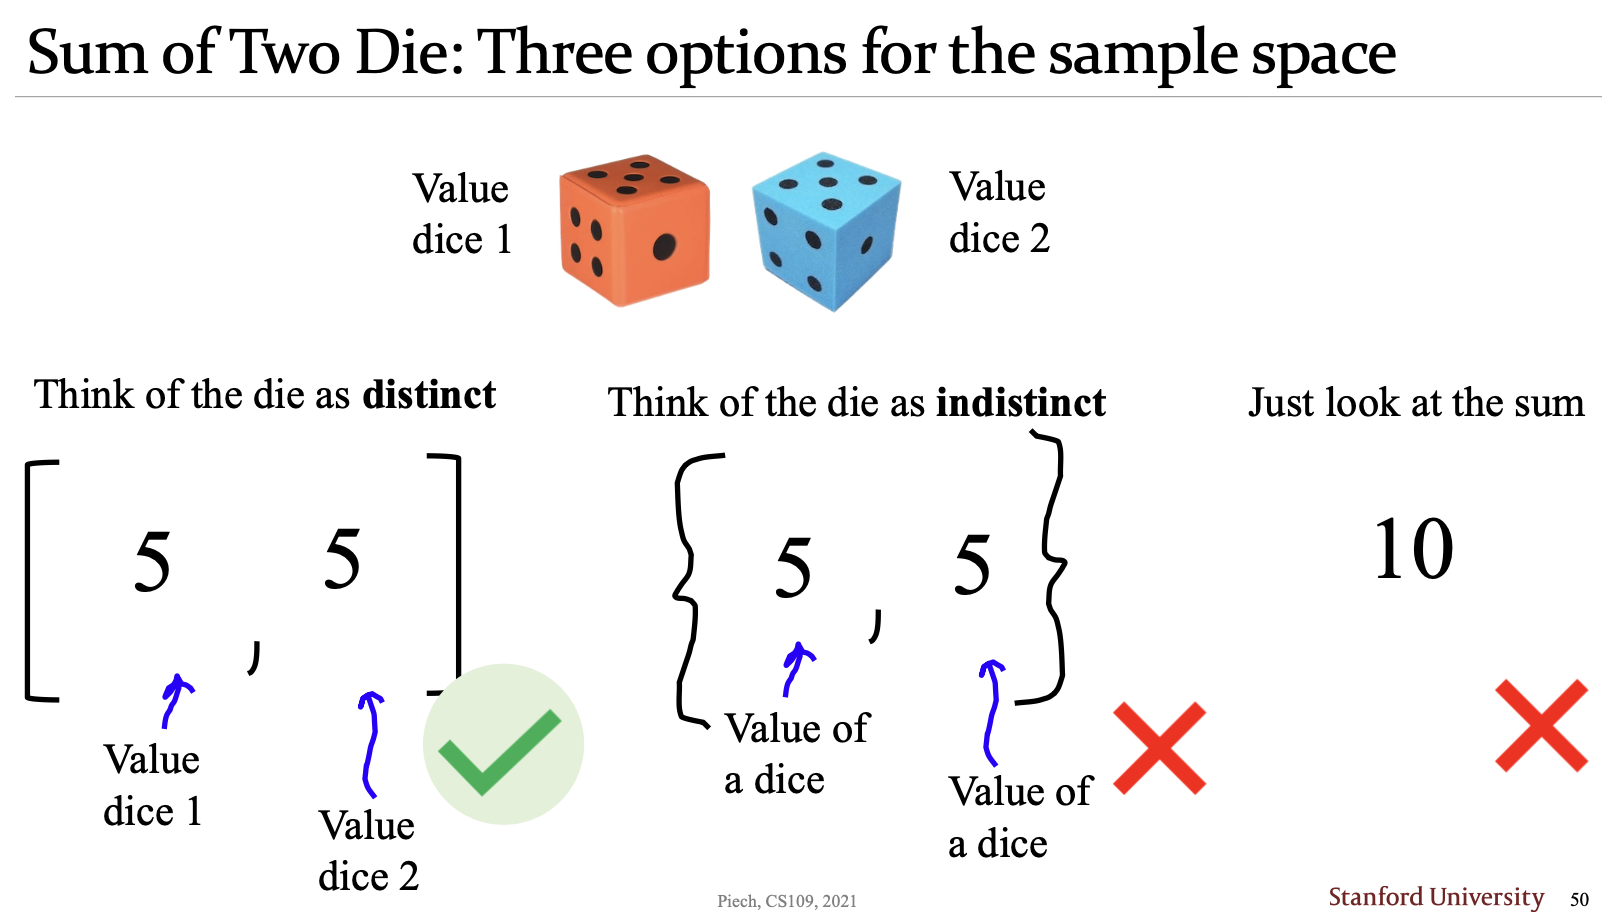 Sum of Two Die: Three options for the sample space
Value
dice 1
Value
dice 2
Think of the die as distinct
[ 5 , 5 ]
Value
dice 1
Value
dice 2
Think of the die as indistinct
{ 5 , 5 }
Value of
a dice
Value of
a dice
Just look at the sum
10
Piech, CS109, 2021
Stanford University
50